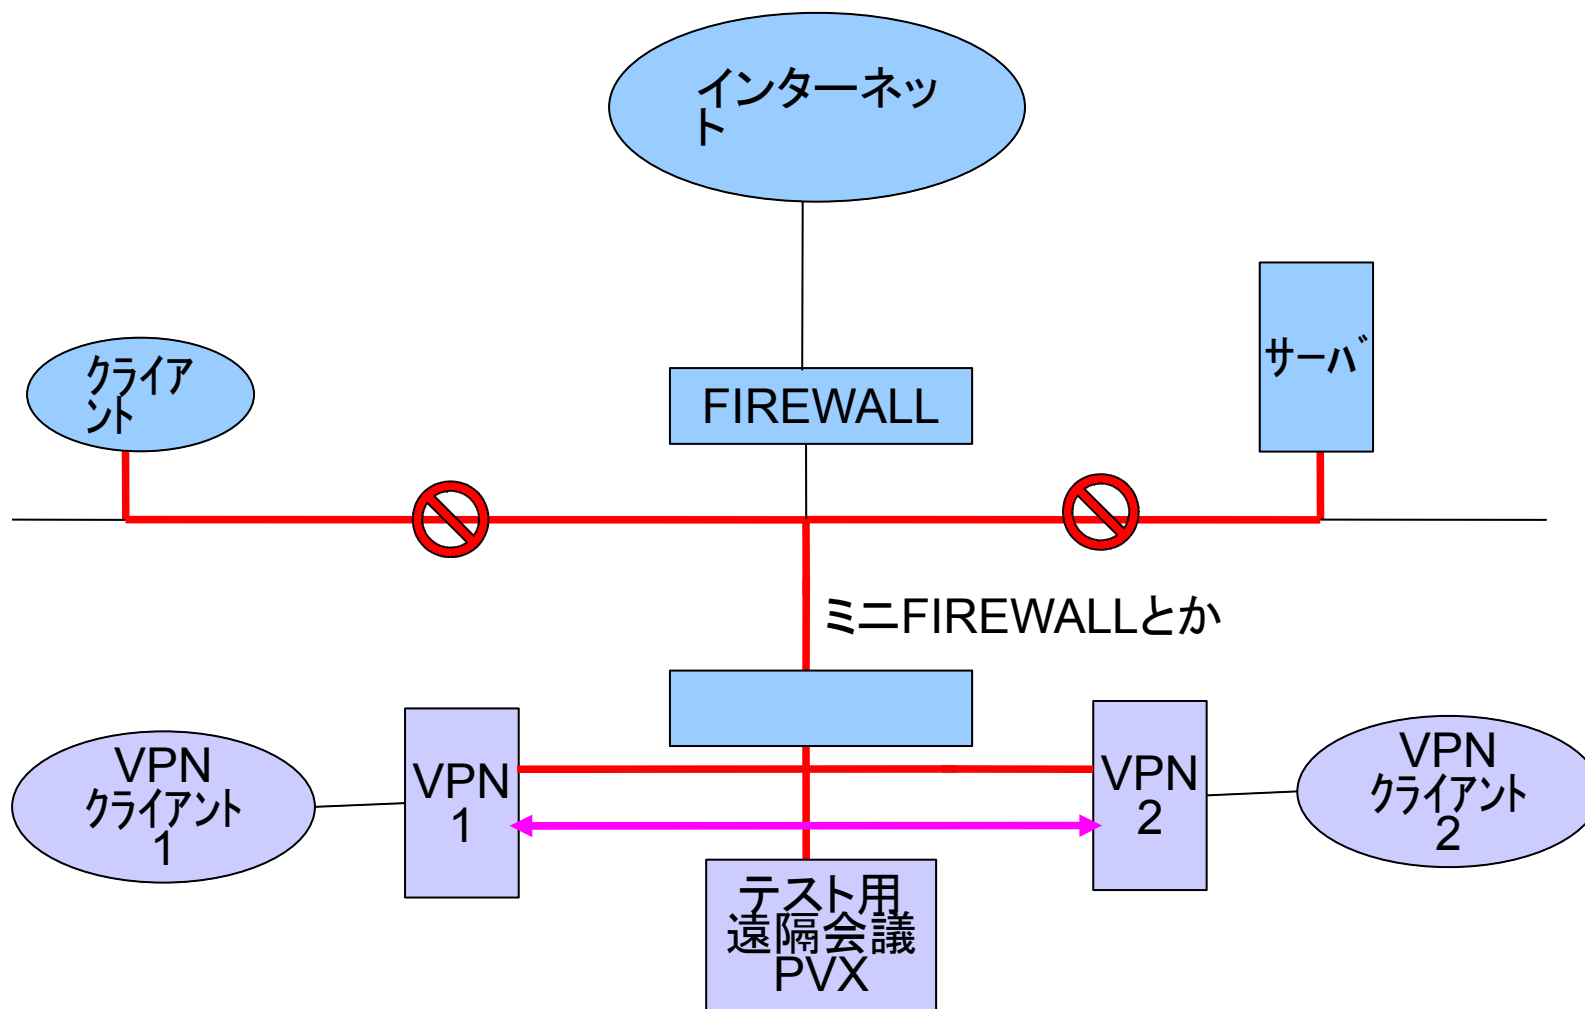 インターネッ
ト
クライア
ント
FIREWALL
サーバ
ミニFIREWALLとか
VPN
クライアント
1
VPN
1
VPN
2
VPN
クライアント
2
テスト用
遠隔会議
PVX